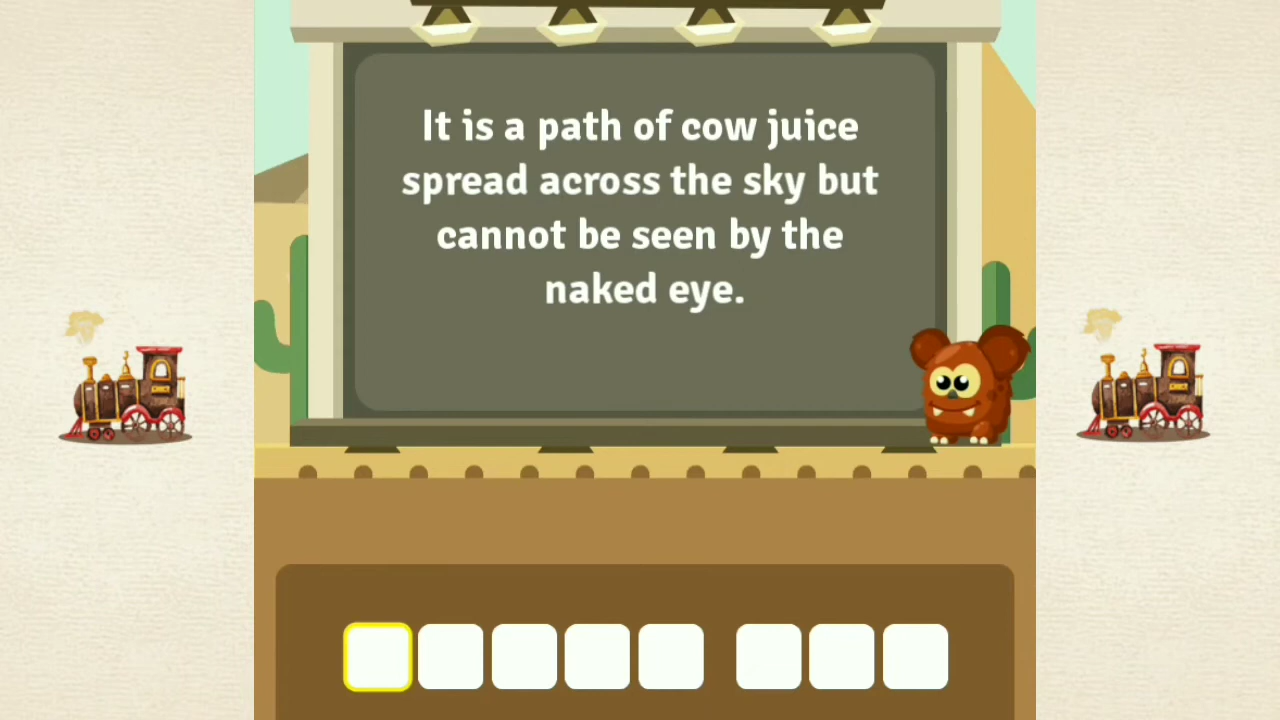 It is a path of cow juice
spread across the sky but
cannot be seen by the
naked eye.